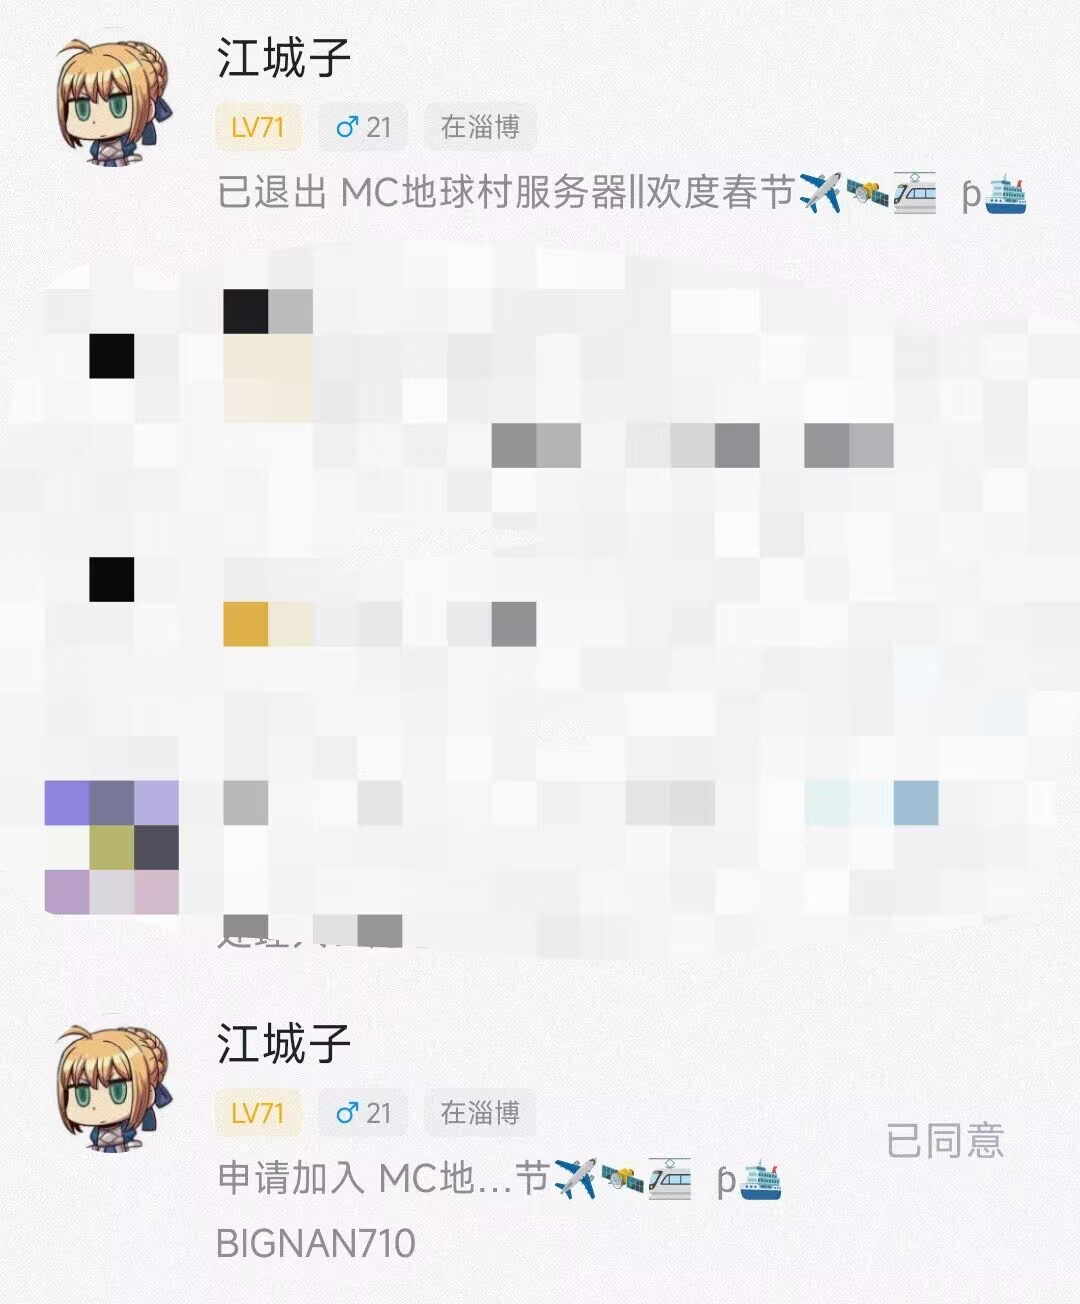 江城子
LV71 ♂21 在淄博
已退出 MC地球村服务器||欢度春节✈️🛰️🚈 ƥ⛴️
江城子
LV71 ♂21 在淄博
已同意
申请加入 MC地...节✈️🛰️🚈 ƥ⛴️
BIGNAN710